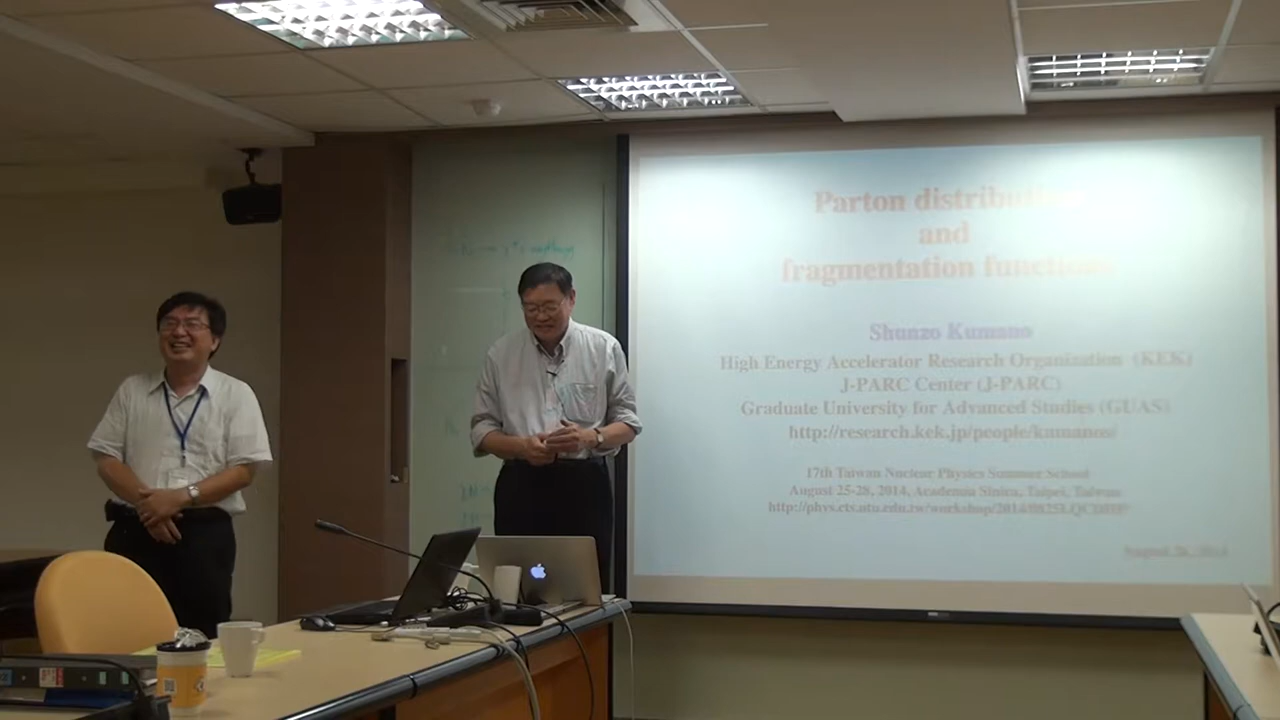 Parton distribution
and
fragmentation functions
Shunzo Kumano
High Energy Accelerator Research Organization (KEK)
J-PARC Center (J-PARC)
Graduate University for Advanced Studies (GUAS)
http://research.kek.jp/people/kumanos/
17th Taiwan Nuclear Physics Summer School
August 25-28, 2014, Academia Sinica, Taipei, Taiwan